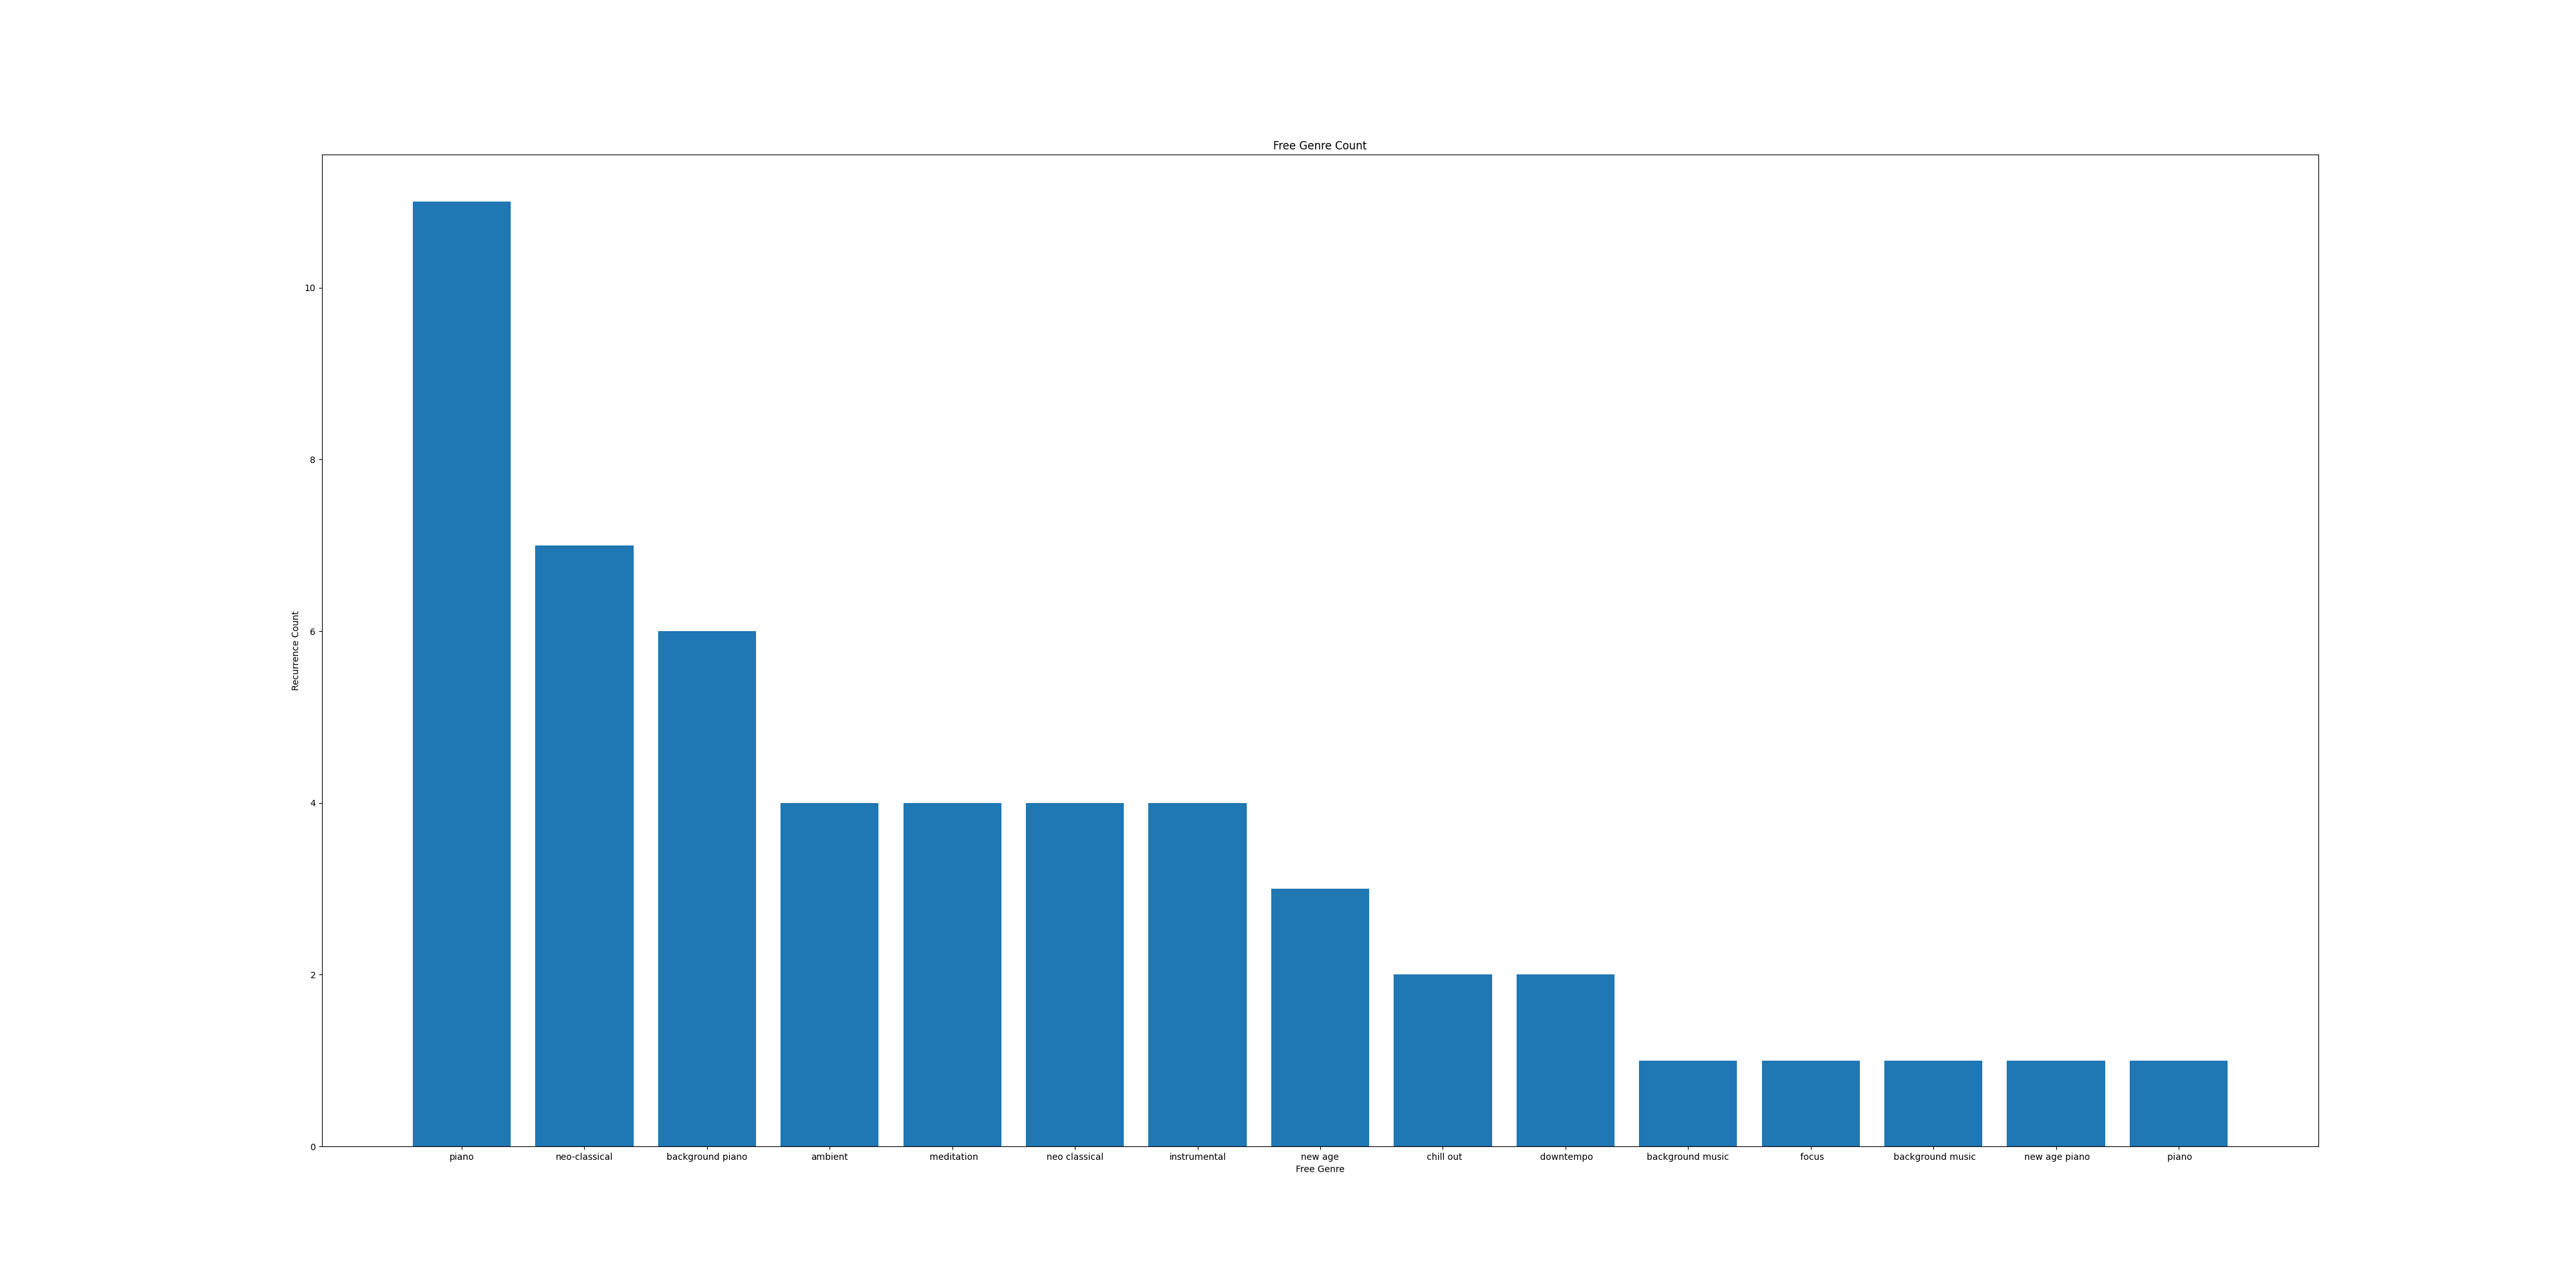 Free Genre Count
10
8
6
4
2
0
Recurrence Count
piano neo-classical background piano ambient meditation neo classical instrumental new age chill out downtempo background music focus background music new age piano piano
Free Genre